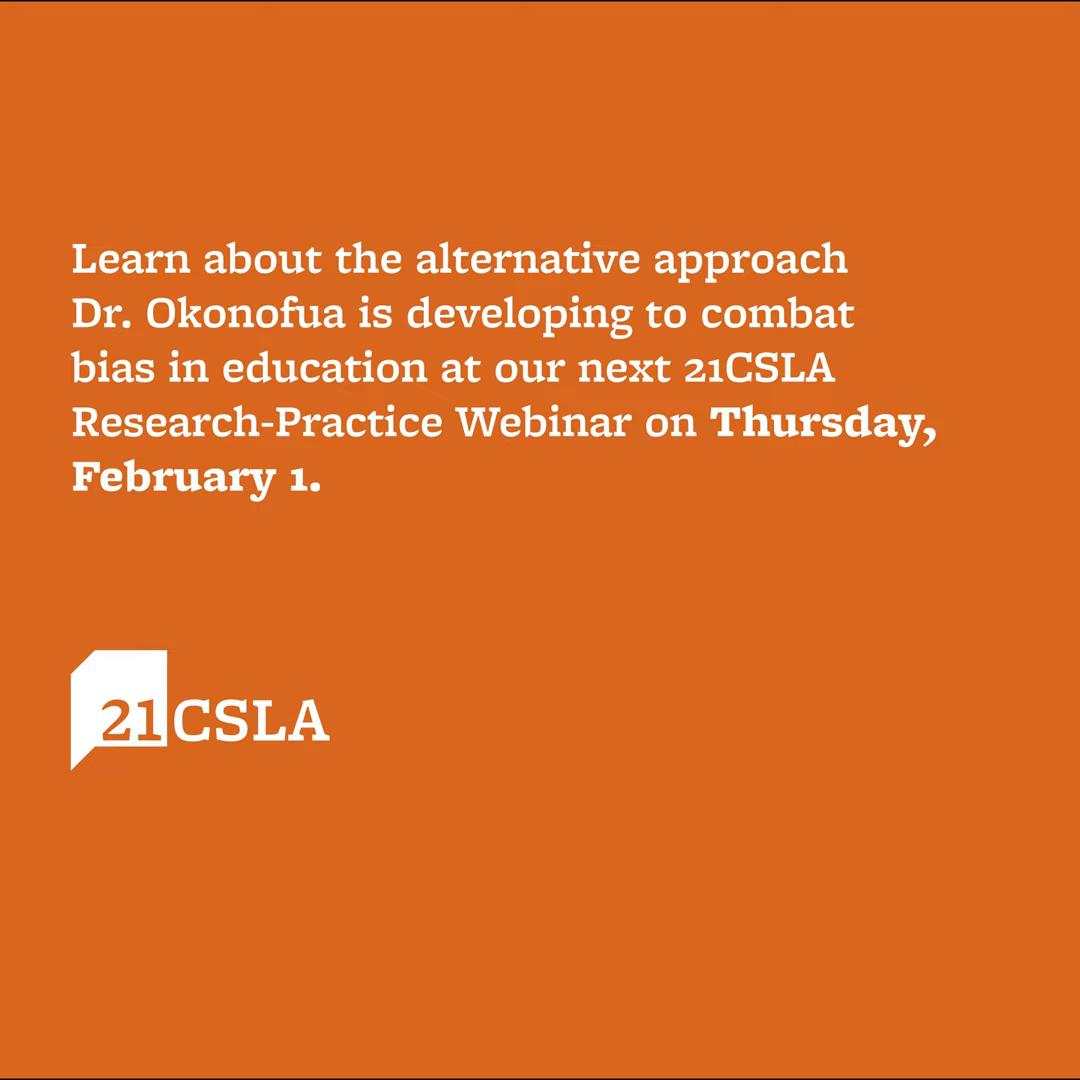 Learn about the alternative approach
Dr. Okonofua is developing to combat
bias in education at our next 21CSLA
Research-Practice Webinar on Thursday,
February 1.
21CSLA